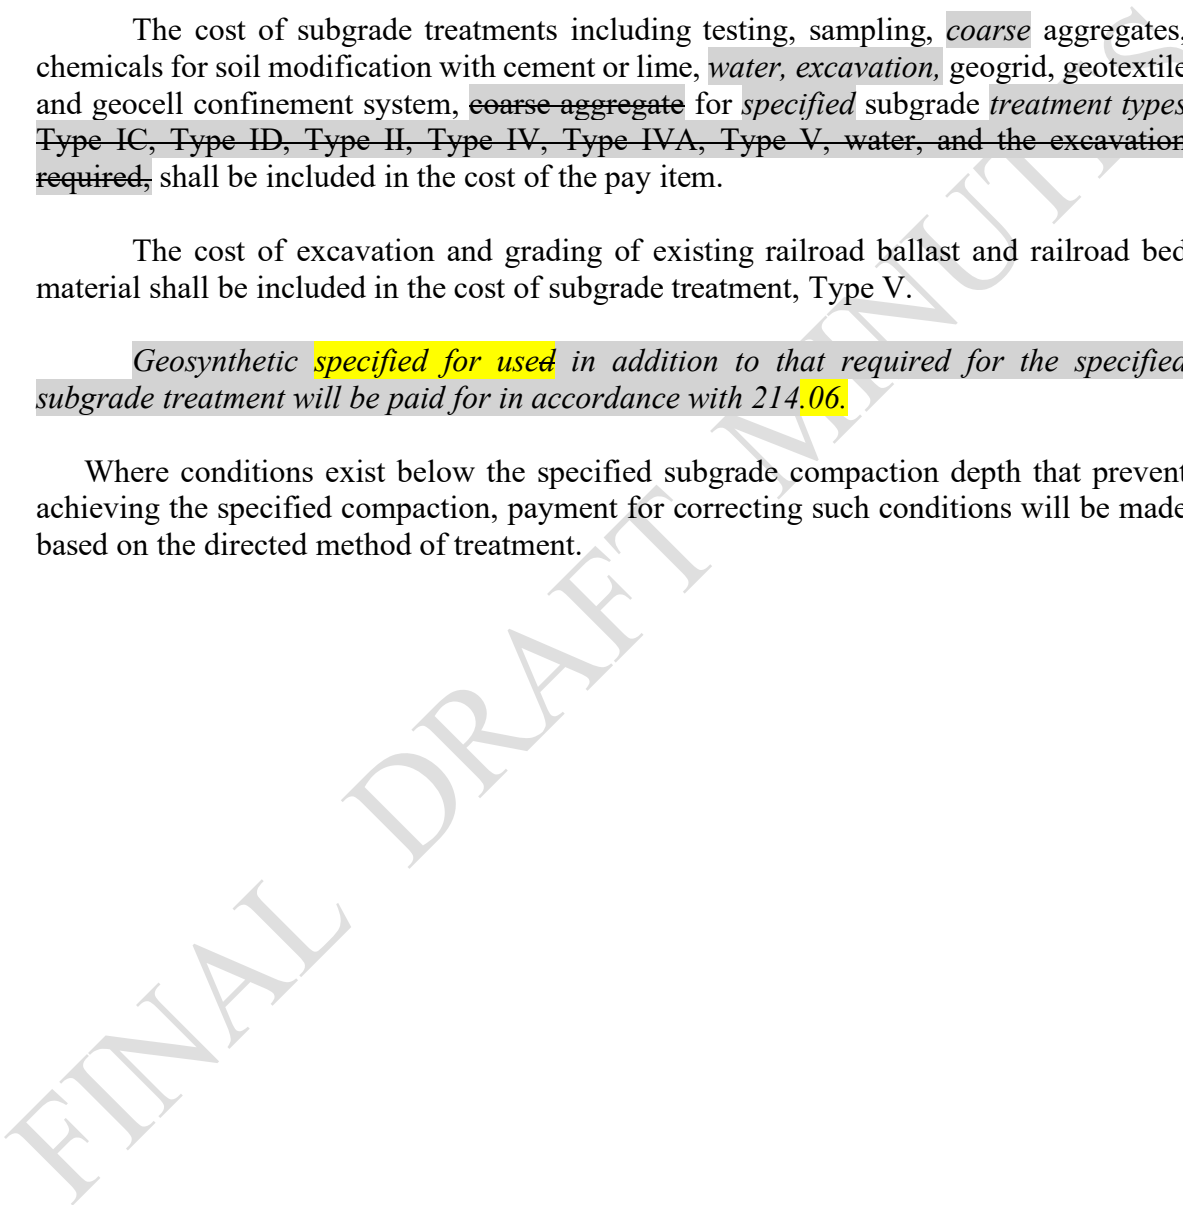 The cost of subgrade treatments including testing, sampling, coarse aggregates,
chemicals for soil modification with cement or lime, water, excavation, geogrid, geotextile
and geocell confinement system, coarse aggregate for specified subgrade treatment types
Type IC, Type ID, Type II, Type IV, Type IVA, Type V, water, and the excavation
required, shall be included in the cost of the pay item.
The cost of excavation and grading of existing railroad ballast and railroad bed
material shall be included in the cost of subgrade treatment, Type V.
Geosynthetic specified for used in addition to that required for the specified
subgrade treatment will be paid for in accordance with 214.06.
Where conditions exist below the specified subgrade compaction depth that prevent
achieving the specified compaction, payment for correcting such conditions will be made
based on the directed method of treatment.
FINAL DRAFT MINUTES